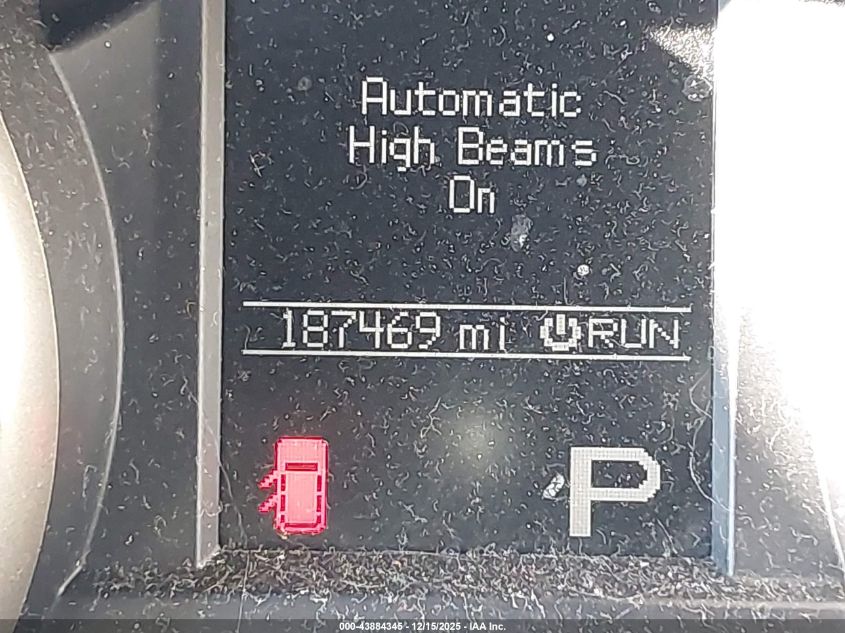 Automatic
High Beams
On
187469 mi RUN
P
000-43884345 - 12/15/2025 - IAA Inc.